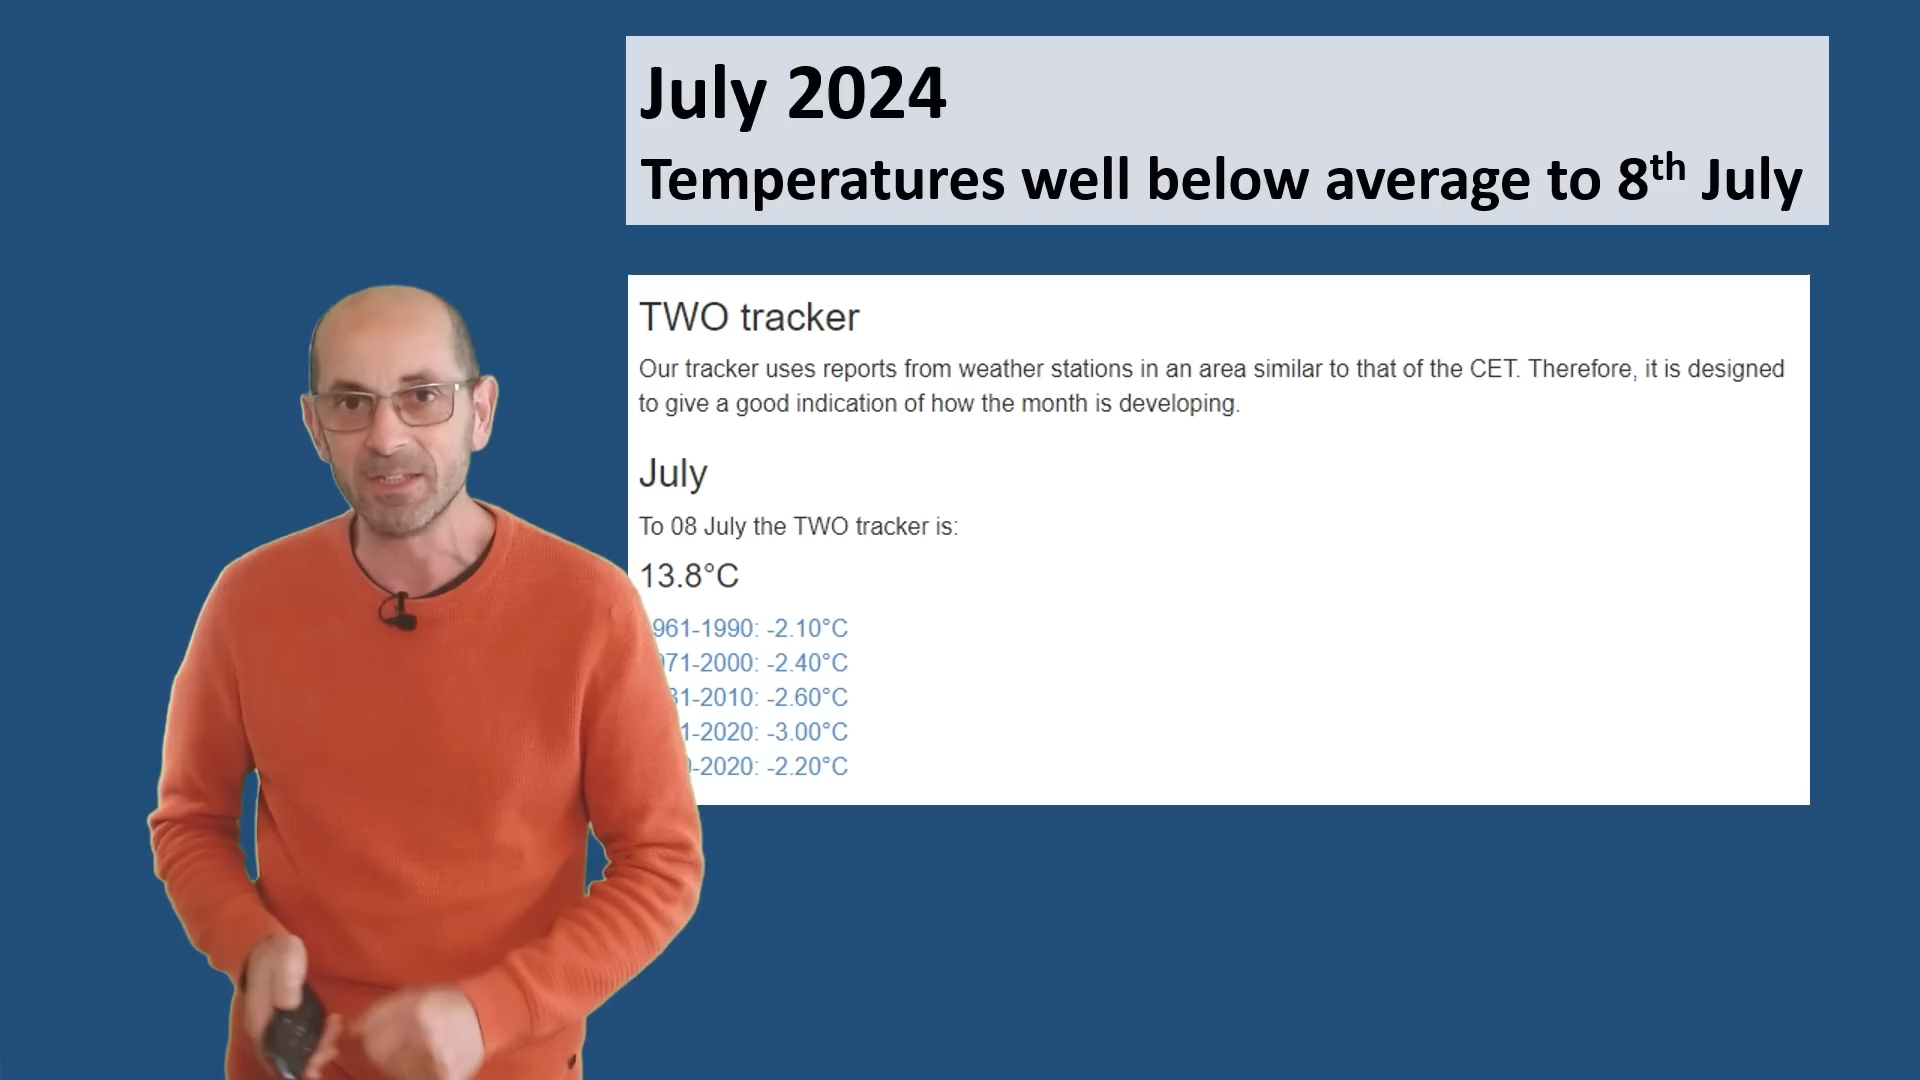 July 2024
Temperatures well below average to 8th July
TWO tracker
Our tracker uses reports from weather stations in an area similar to that of the CET. Therefore, it is designed
to give a good indication of how the month is developing.
July
To 08 July the TWO tracker is:
13.8°C
961-1990: -2.10°C
71-2000: -2.40°C
1-2010: -2.60°C
1-2020: -3.00°C
-2020: -2.20°C